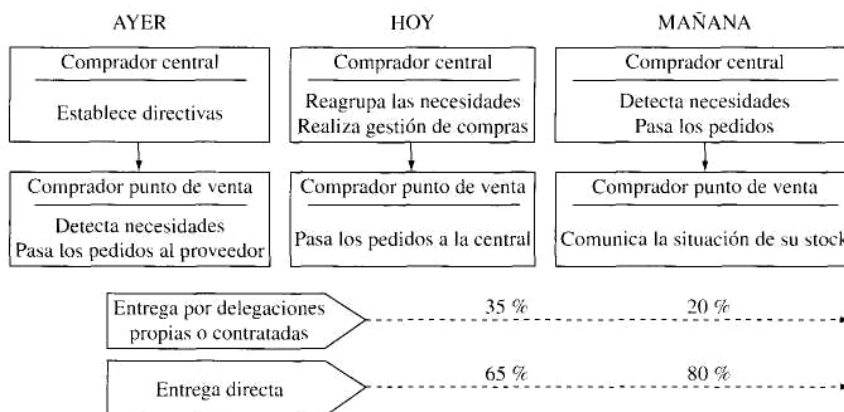 AYER
HOY
MAÑANA
Comprador central
Establece directivas
Comprador central
Reagrupa las necesidades
Realiza gestión de compras
Comprador central
Detecta necesidades
Pasa los pedidos
Comprador punto de venta
Detecta necesidades
Pasa los pedidos al proveedor
Comprador punto de venta
Pasa los pedidos a la central
Comprador punto de venta
Comunica la situación de su stock
Entrega por delegaciones
propias o contratadas
35 %
20 %
Entrega directa
65 %
80 %